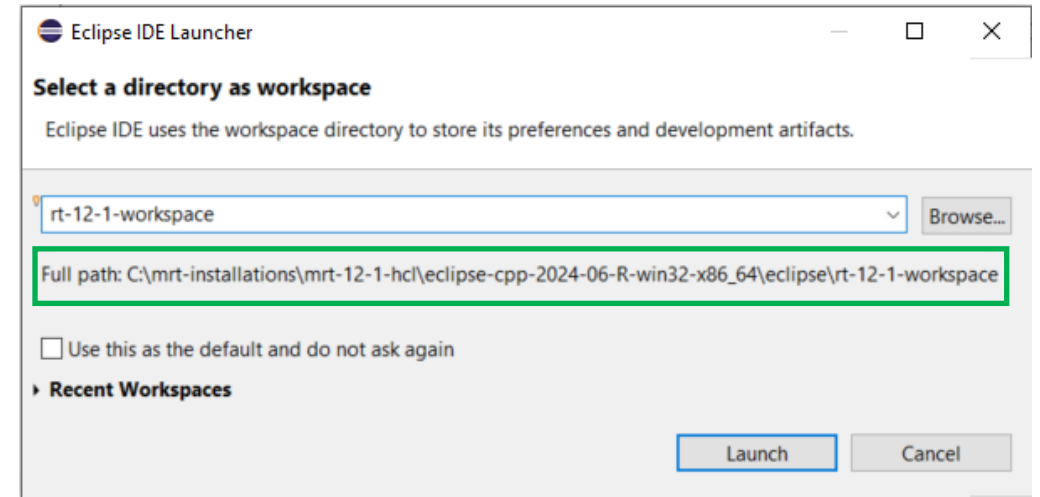 Eclipse IDE Launcher
Select a directory as workspace
Eclipse IDE uses the workspace directory to store its preferences and development artifacts.
rt-12-1-workspace
Browse...
Full path: C:\mrt-installations\mrt-12-1-hcl\eclipse-cpp-2024-06-R-win32-x86_64\eclipse\rt-12-1-workspace
Use this as the default and do not ask again
Recent Workspaces
Launch
Cancel